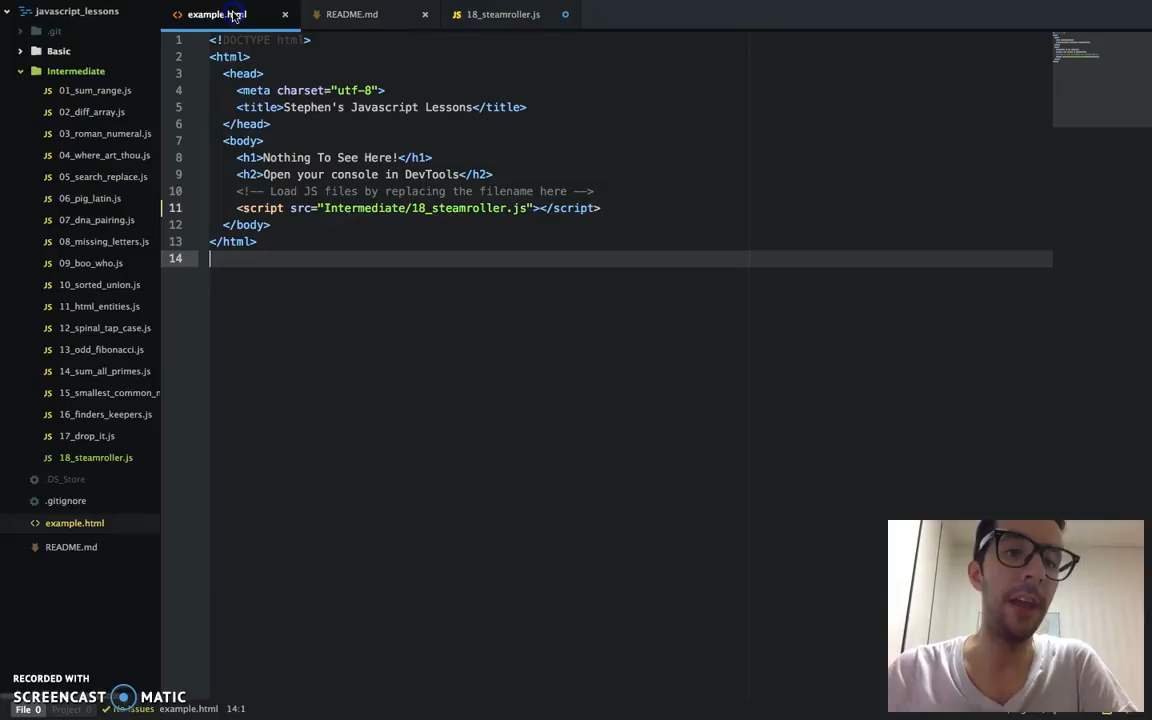 javascript_lessons
.git
Basic
Intermediate
01_sum_range.js
02_diff_array.js
03_roman_numeral.js
04_where_art_thou.js
05_search_replace.js
06_pig_latin.js
07_dna_pairing.js
08_missing_letters.js
09_boo_who.js
10_sorted_union.js
11_html_entities.js
12_spinal_tap_case.js
13_odd_fibonacci.js
14_sum_all_primes.js
15_smallest_common_m
16_finders_keepers.js
17_drop_it.js
18_steamroller.js
.DS_Store
.gitignore
example.html
README.md
example.html × README.md × 18_steamroller.js
1 <!DOCTYPE html>
2 <html>
3 <head>
4 <meta charset="utf-8">
5 <title>Stephen's Javascript Lessons</title>
6 </head>
7 <body>
8 <h1>Nothing To See Here!</h1>
9 <h2>Open your console in DevTools</h2>
10 <!-- Load JS files by replacing the filename here -->
11 <script src="Intermediate/18_steamroller.js"></script>
12 </body>
13 </html>
14
RECORDED WITH
SCREENCAST MATIC
File 0 Project 0 No Issues example.html 14:1